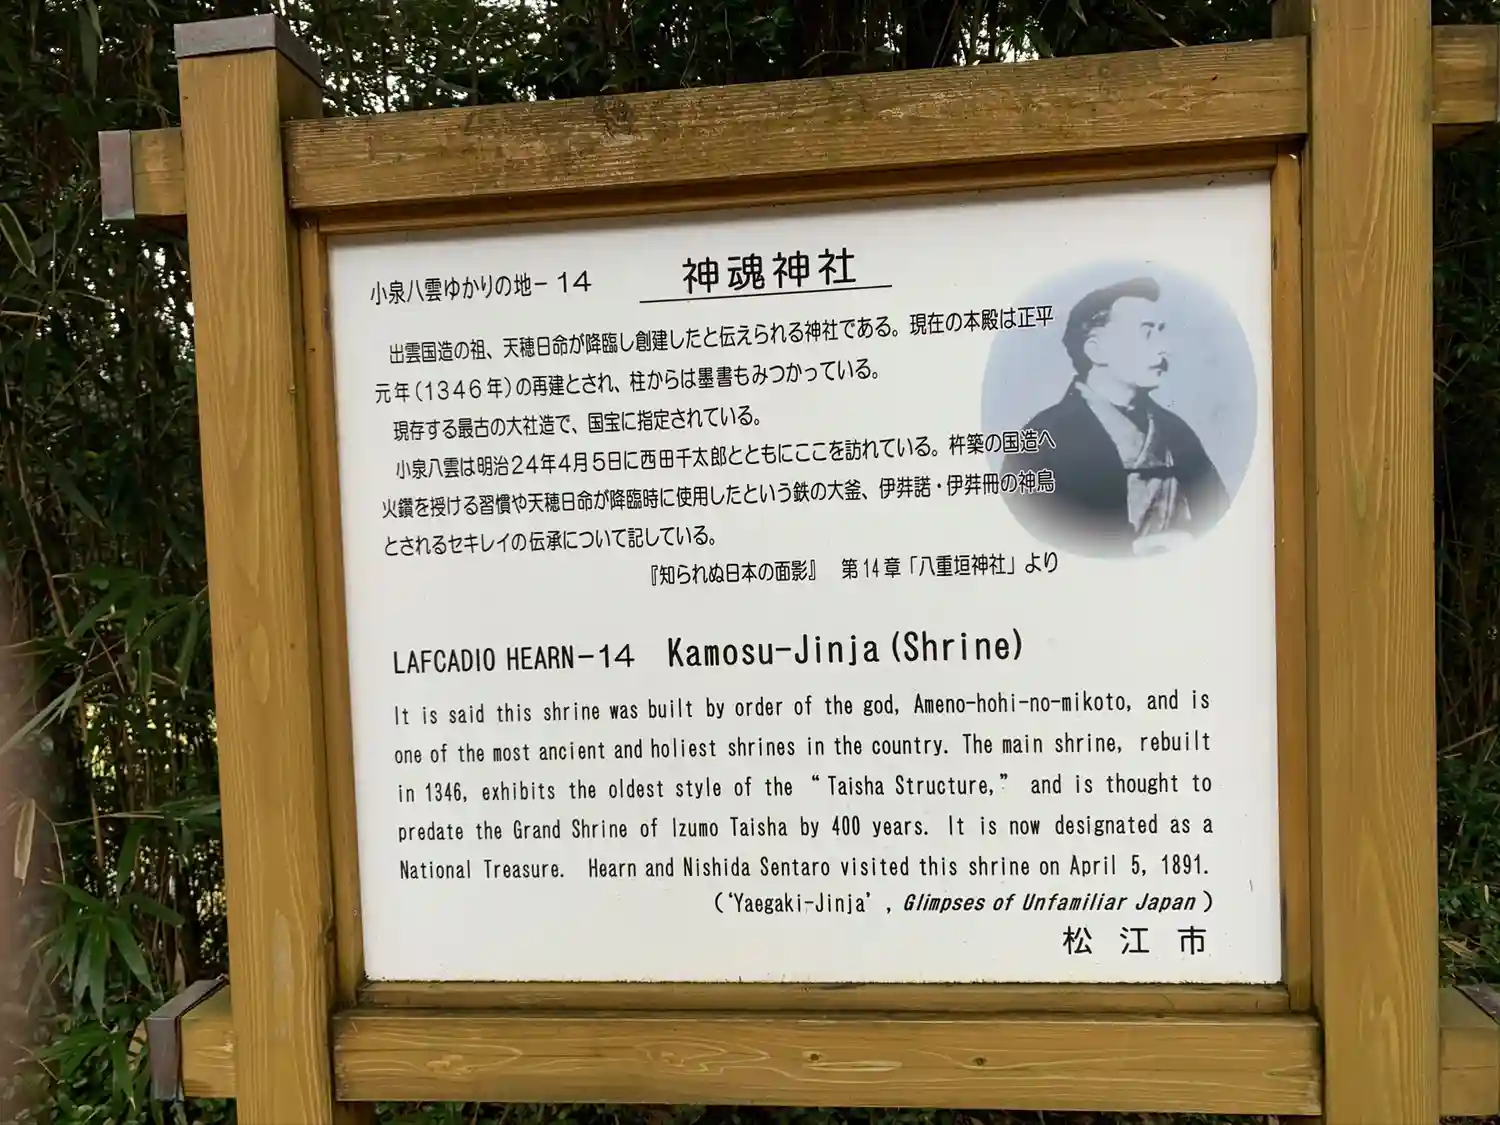 小泉八雲ゆかりの地－14
神魂神社
出雲国造の祖、天穂日命が降臨し創建したと伝えられる神社である。現在の本殿は正平
元年(1346年)の再建とされ、柱からは墨書もみつかっている。
現存する最古の大社造で、国宝に指定されている。
小泉八雲は明治24年4月5日に西田千太郎とともにここを訪れている。杵築の国造へ
火鑽を授ける習慣や天穂日命が降臨時に使用したという鉄の大釜、伊弉諾・伊弉冊の神鳥
とされるセキレイの伝承について記している。
『知られぬ日本の面影』 第14章「八重垣神社」より
LAFCADIO HEARN－14 Kamosu-Jinja(Shrine)
It is said this shrine was built by order of the god, Ameno-hohi-no-mikoto, and is
one of the most ancient and holiest shrines in the country. The main shrine, rebuilt
in 1346, exhibits the oldest style of the “Taisha Structure,” and is thought to
predate the Grand Shrine of Izumo Taisha by 400 years. It is now designated as a
National Treasure. Hearn and Nishida Sentaro visited this shrine on April 5, 1891.
(‘Yaegaki-Jinja’, Glimpses of Unfamiliar Japan)
松江市